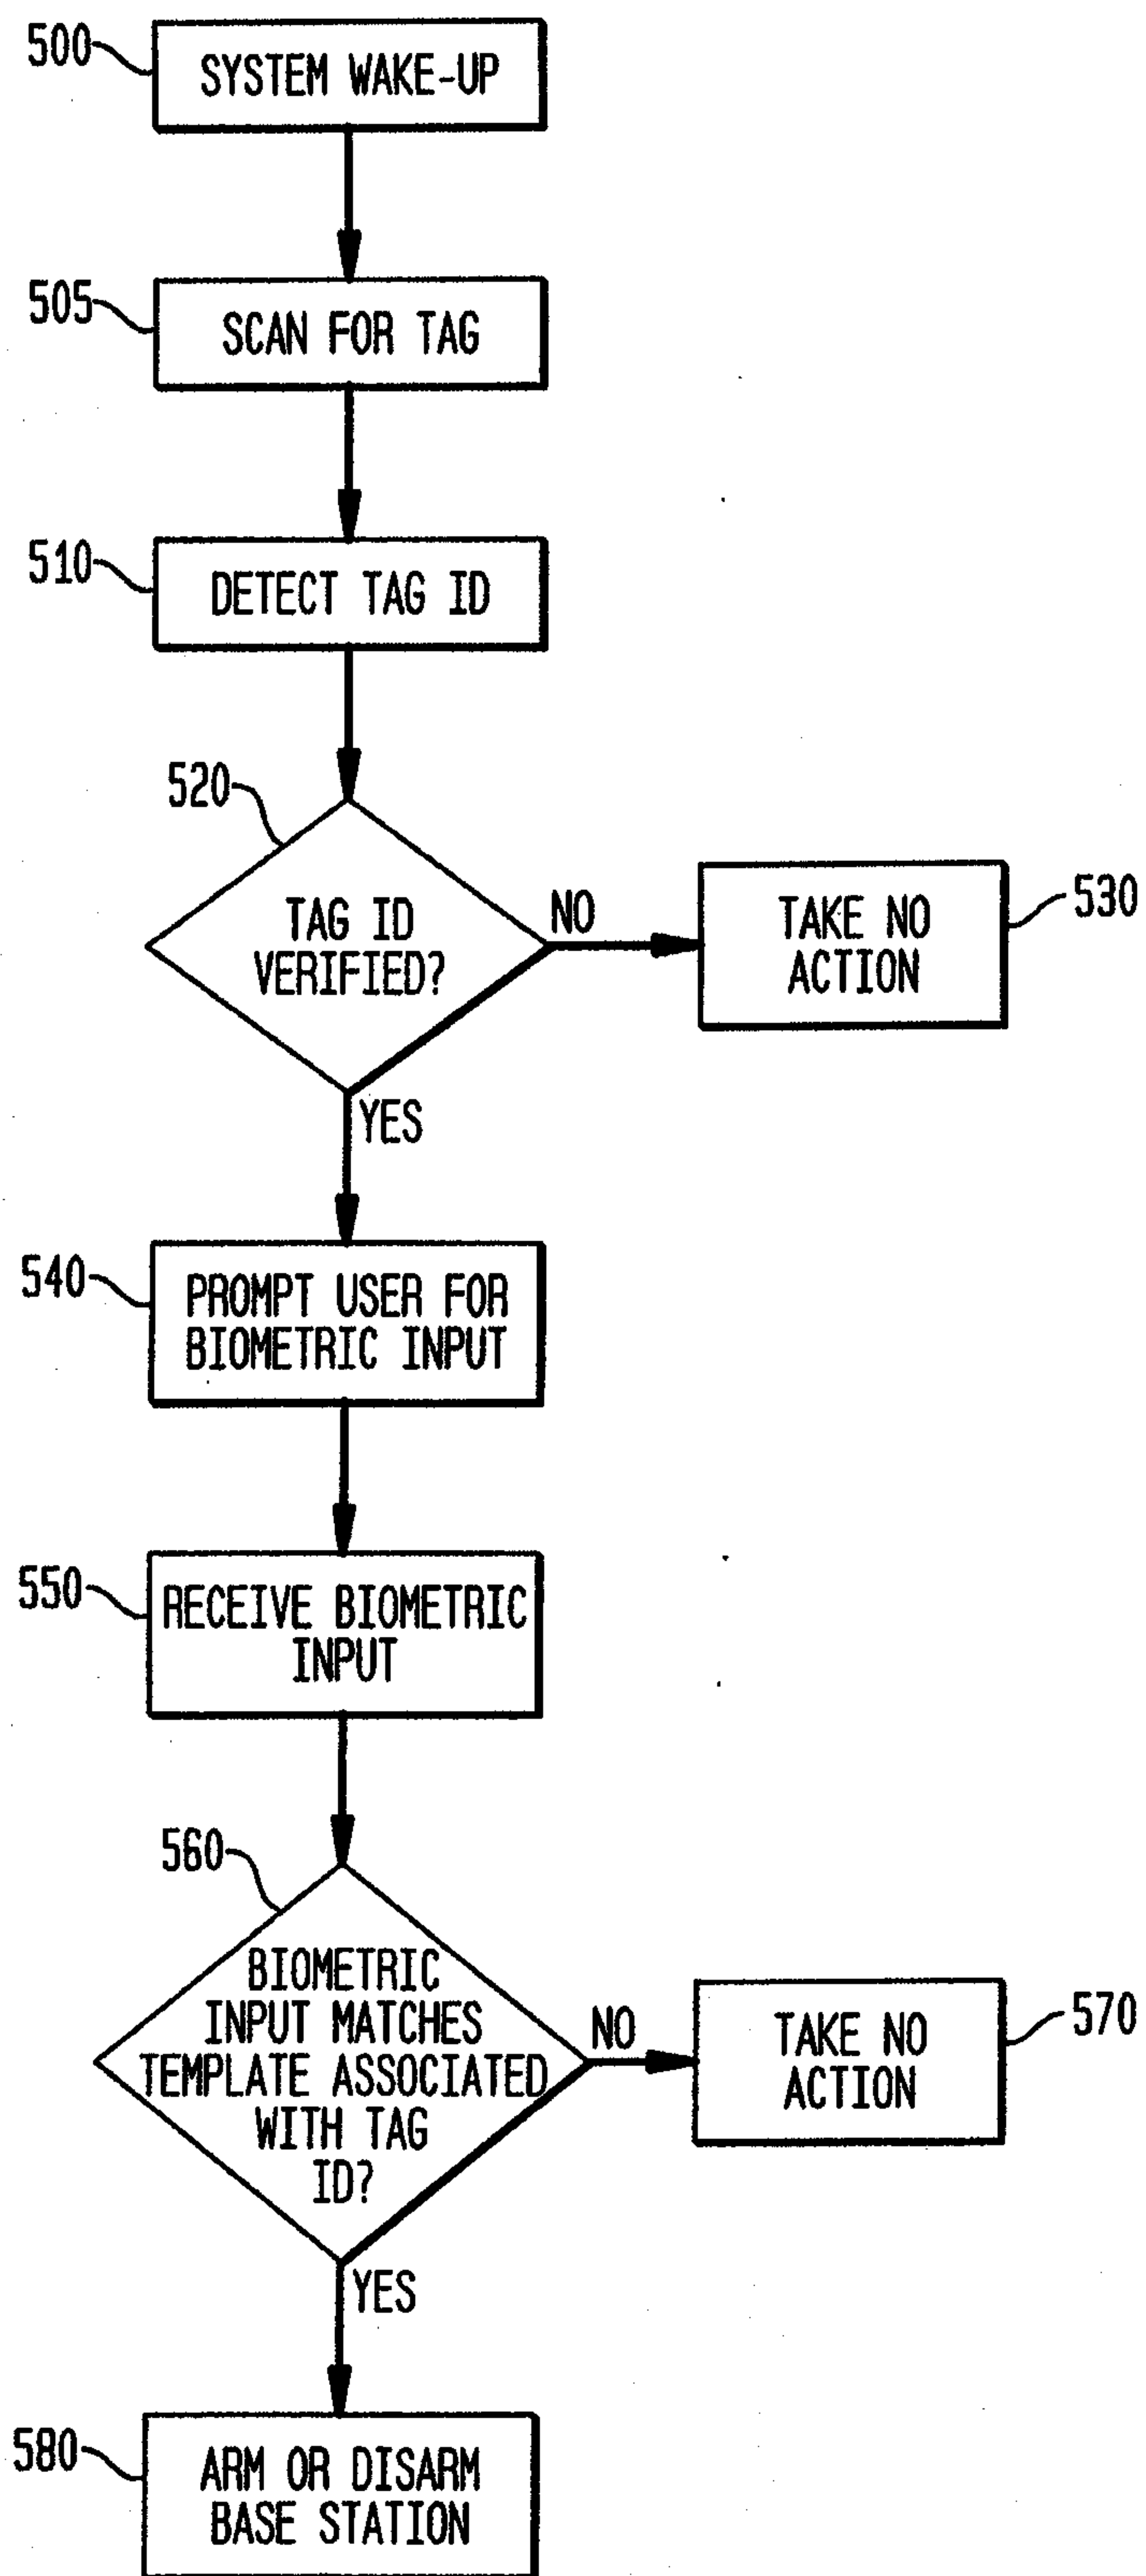 500
SYSTEM WAKE-UP
505
SCAN FOR TAG
510
DETECT TAG ID
520
TAG ID
VERIFIED?
NO
TAKE NO
ACTION
530
YES
540
PROMPT USER FOR
BIOMETRIC INPUT
550
RECEIVE BIOMETRIC
INPUT
560
BIOMETRIC
INPUT MATCHES
TEMPLATE ASSOCIATED
WITH TAG
ID?
NO
TAKE NO
ACTION
570
YES
580
ARM OR DISARM
BASE STATION